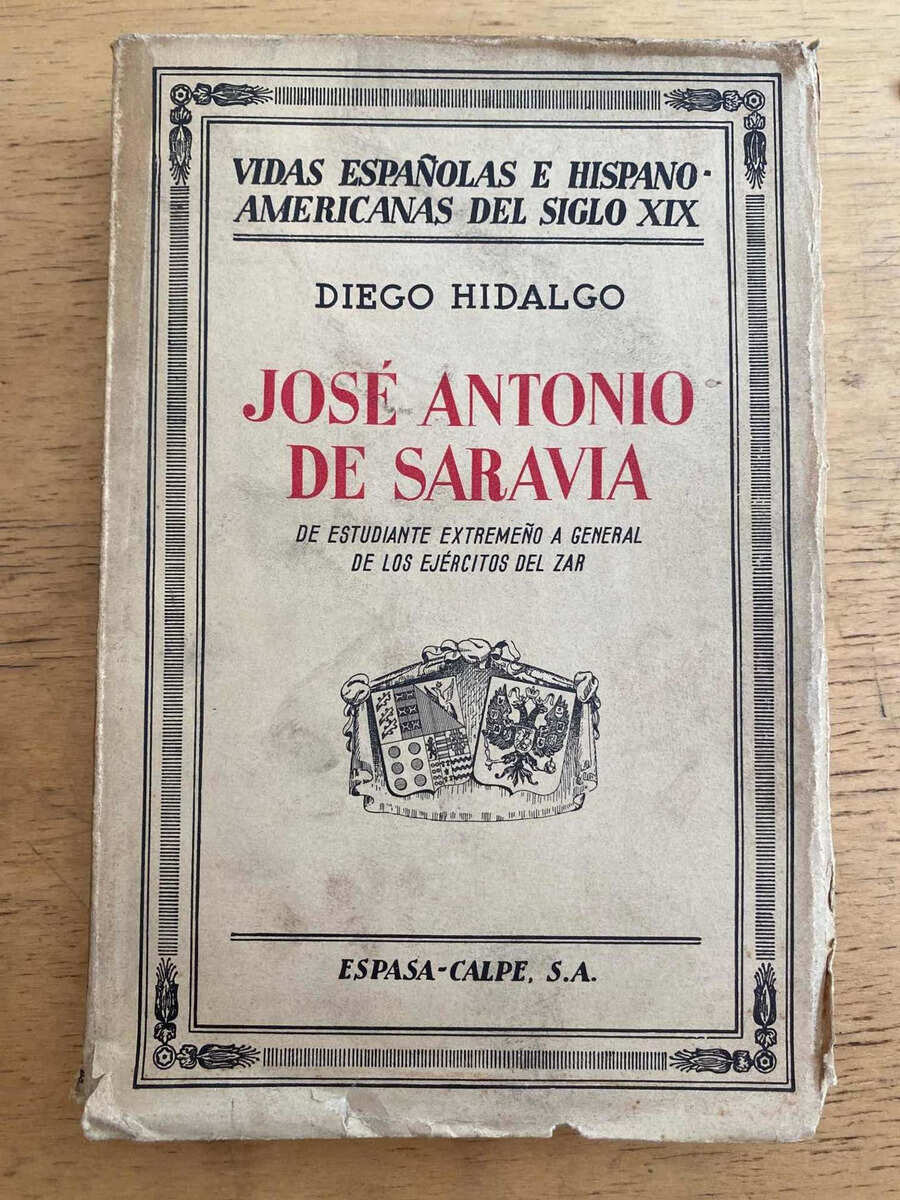 VIDAS ESPAÑOLAS E HISPANO-
AMERICANAS DEL SIGLO XIX
DIEGO HIDALGO
JOSÉ ANTONIO
DE SARAVIA
DE ESTUDIANTE EXTREMEÑO A GENERAL
DE LOS EJÉRCITOS DEL ZAR
ESPASA-CALPE, S.A.